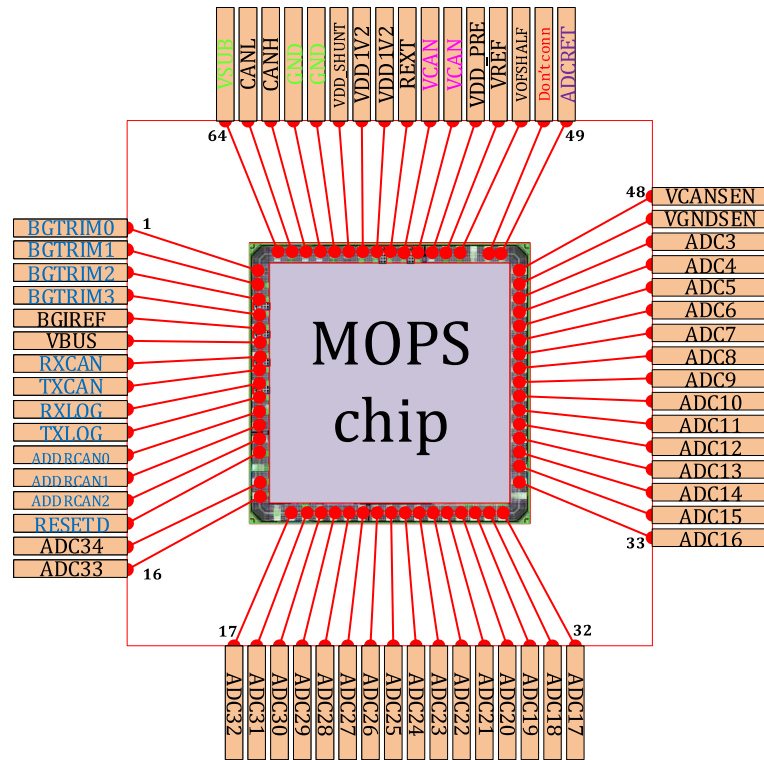 VSUB
CANL
CANH
GND
GND
VDD_SHUNT
VDD1V2
VDD1V2
REXT
VCAN
VCAN
VDD_PRE
VREF
VOFSHALF
Don't conn
ADCRET
64
49
1
48
BGTRIM0
BGTRIM1
BGTRIM2
BGTRIM3
BGIREF
VBUS
RXCAN
TXCAN
RXLOG
TXLOG
ADDRCAN0
ADDRCAN1
ADDRCAN2
RESETD
ADC34
ADC33
MOPS
chip
VCANSEN
VGNDSEN
ADC3
ADC4
ADC5
ADC6
ADC7
ADC8
ADC9
ADC10
ADC11
ADC12
ADC13
ADC14
ADC15
ADC16
16
33
17
32
ADC32
ADC31
ADC30
ADC29
ADC28
ADC27
ADC26
ADC25
ADC24
ADC23
ADC22
ADC21
ADC20
ADC19
ADC18
ADC17